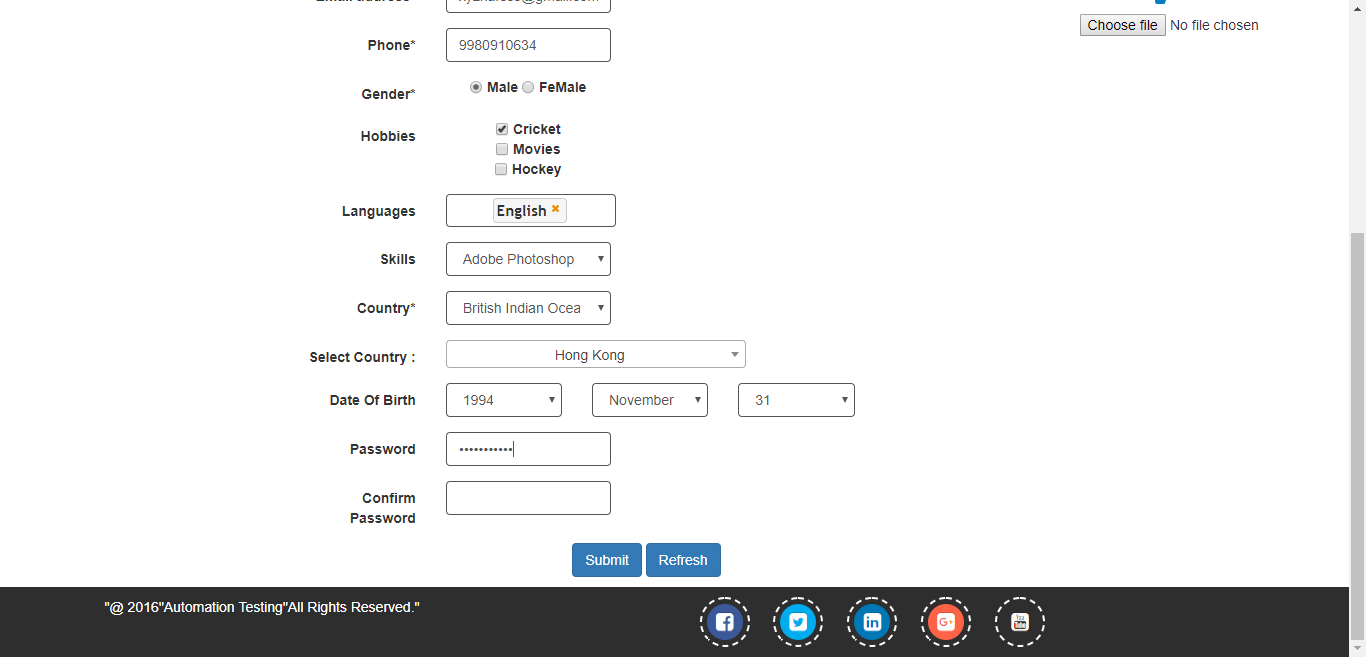 Choose file No file chosen
Phone* 9980910634
Gender* Male FeMale
Hobbies Cricket
Movies
Hockey
Languages English
Skills Adobe Photoshop
Country* British Indian Ocea
Select Country : Hong Kong
Date Of Birth 1994 November 31
Password •••••••••••
Confirm
Password
Submit Refresh
"@ 2016"Automation Testing"All Rights Reserved."